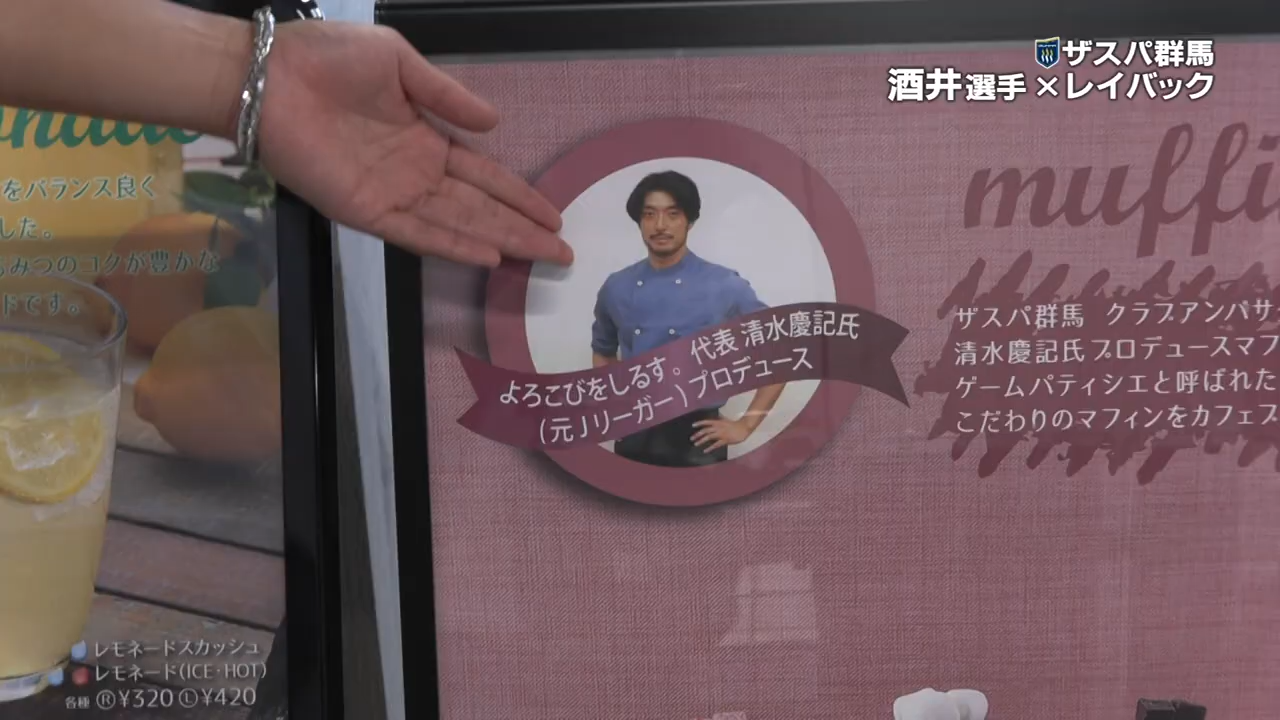 ザスパ群馬
酒井選手×レイバック
をバランス良く
した。
みつのコクが豊かな
ドです。
レモネードスカッシュ
レモネード(ICE・HOT)
各種 Ⓡ¥320 Ⓛ¥420
よろこびをしるす。代表 清水慶記氏
(元Jリーガー)プロデュース
muffi
ザスパ群馬 クラブアンバサ
清水慶記氏プロデュースマフ
ゲームパティシエと呼ばれた
こだわりのマフィンをカフェ